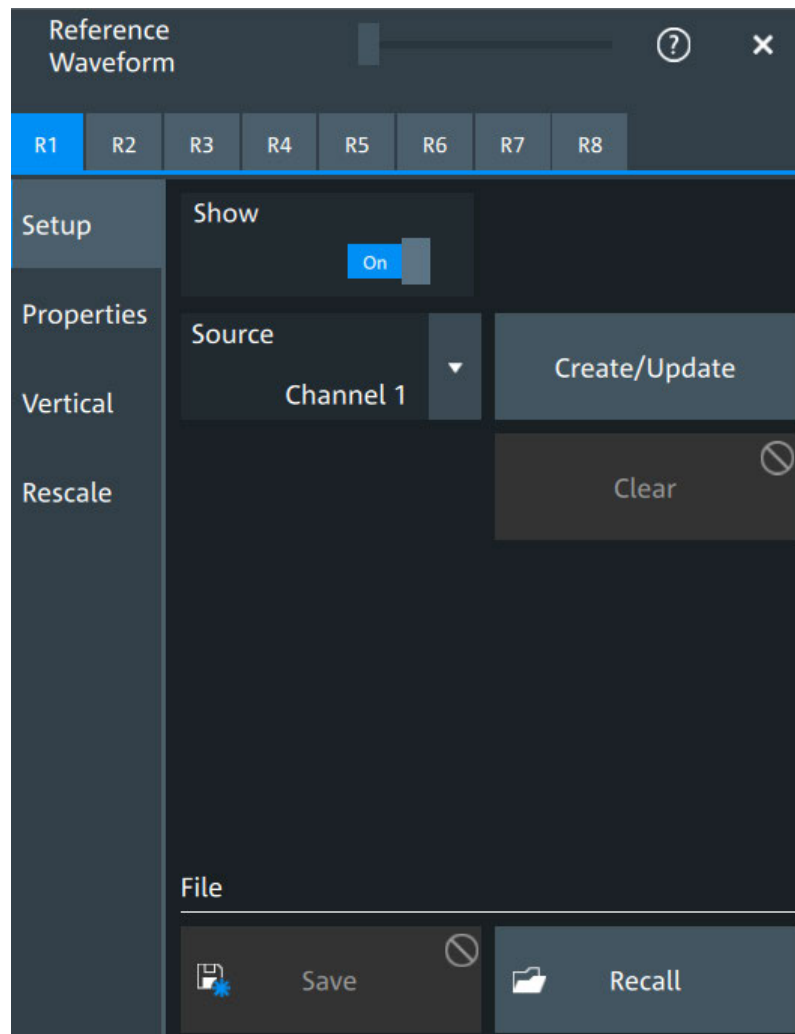 Reference
Waveform
?
R1 R2 R3 R4 R5 R6 R7 R8
Setup
Show
On
Properties
Source
Channel 1
Create/Update
Vertical
Clear
Rescale
File
Save
Recall